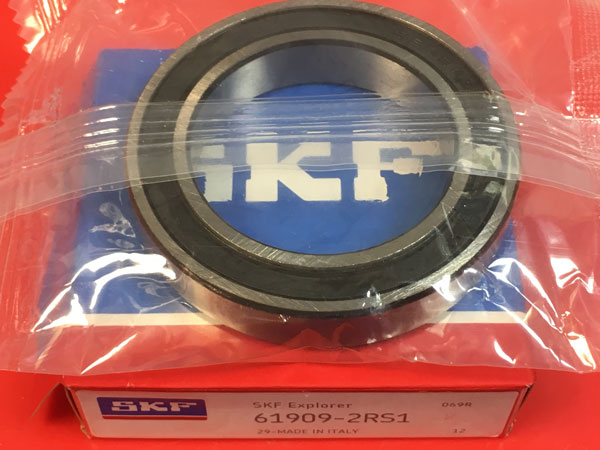 SKF
SKF
SKF Explorer
61909-2RS1
29-MADE IN ITALY
069R
12